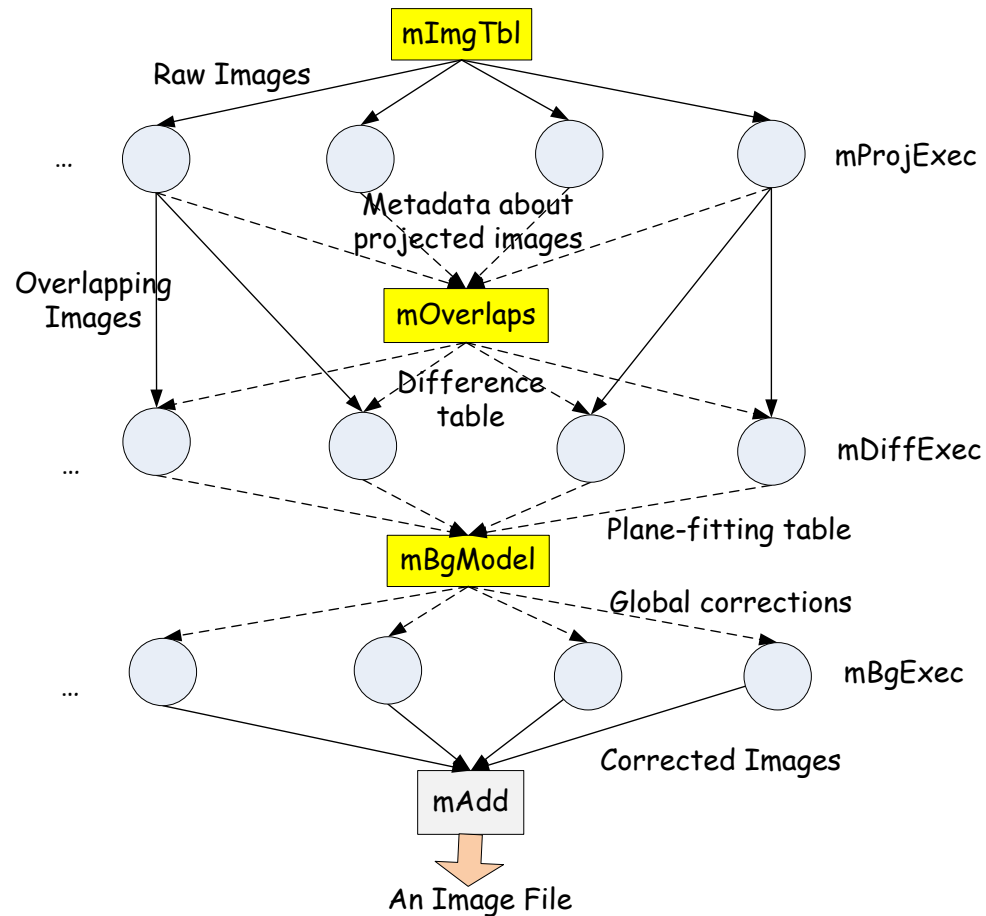 mImgTbl
Raw Images
...
mProjExec
Metadata about
projected images
Overlapping
Images
mOverlaps
Difference
table
...
mDiffExec
Plane-fitting table
mBgModel
Global corrections
...
mBgExec
Corrected Images
mAdd
An Image File